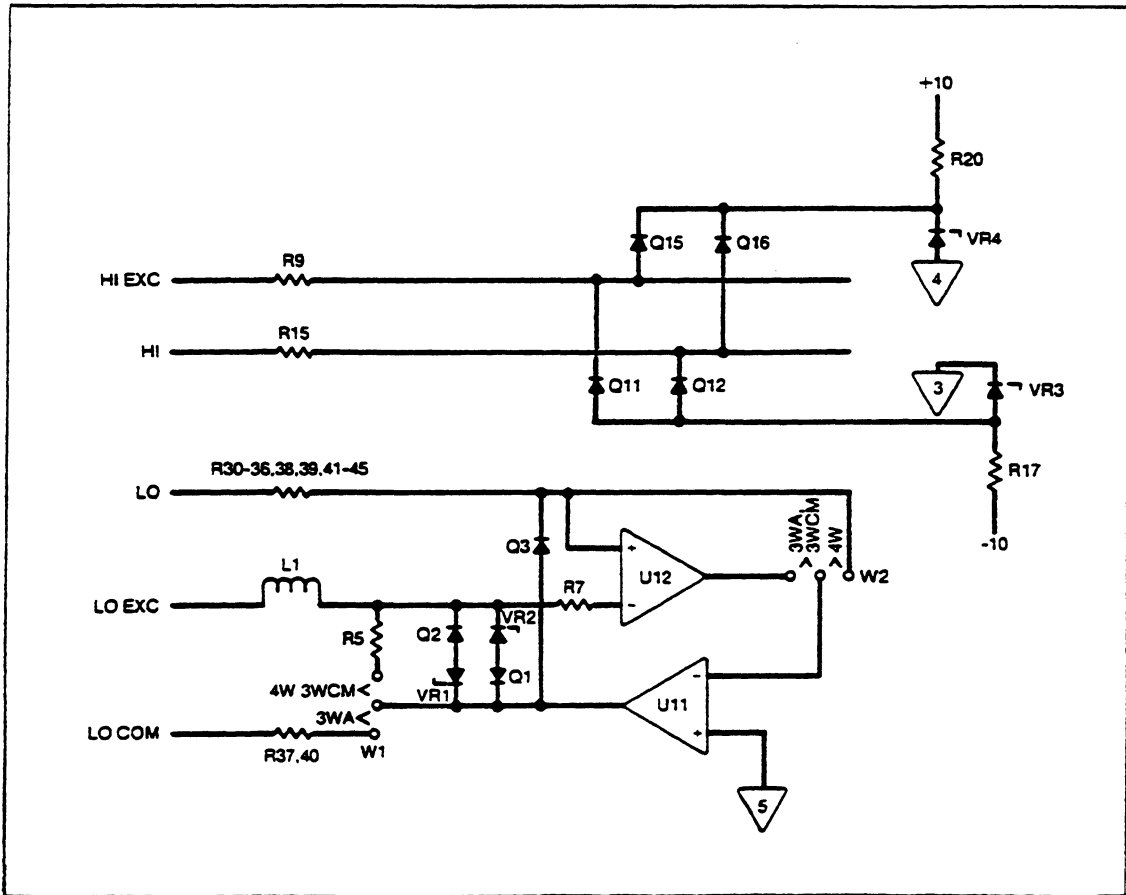 +10
R20
Q15
Q16
VR4
R9
HI EXC
4
R15
HI
Q11
Q12
3
VR3
R30-36,38,39,41-45
R17
LO
3WA,
3WCM
4W
-10
Q3
+
U12
W2
L1
R7
-
LO EXC
VR2
R5
Q2
VR1
Q1
-
U11
4W 3WCM
3WA
+
LO COM
R37,40
W1
5